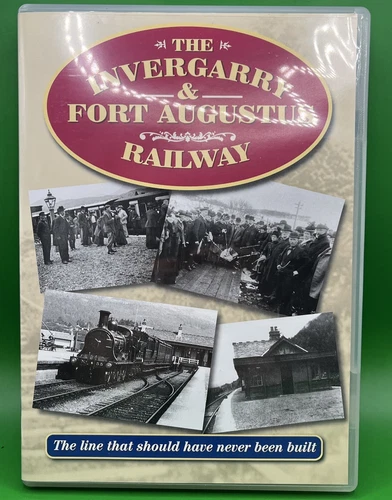 THE
INVERGARRY
&
FORT AUGUSTUS
RAILWAY
The line that should have never been built